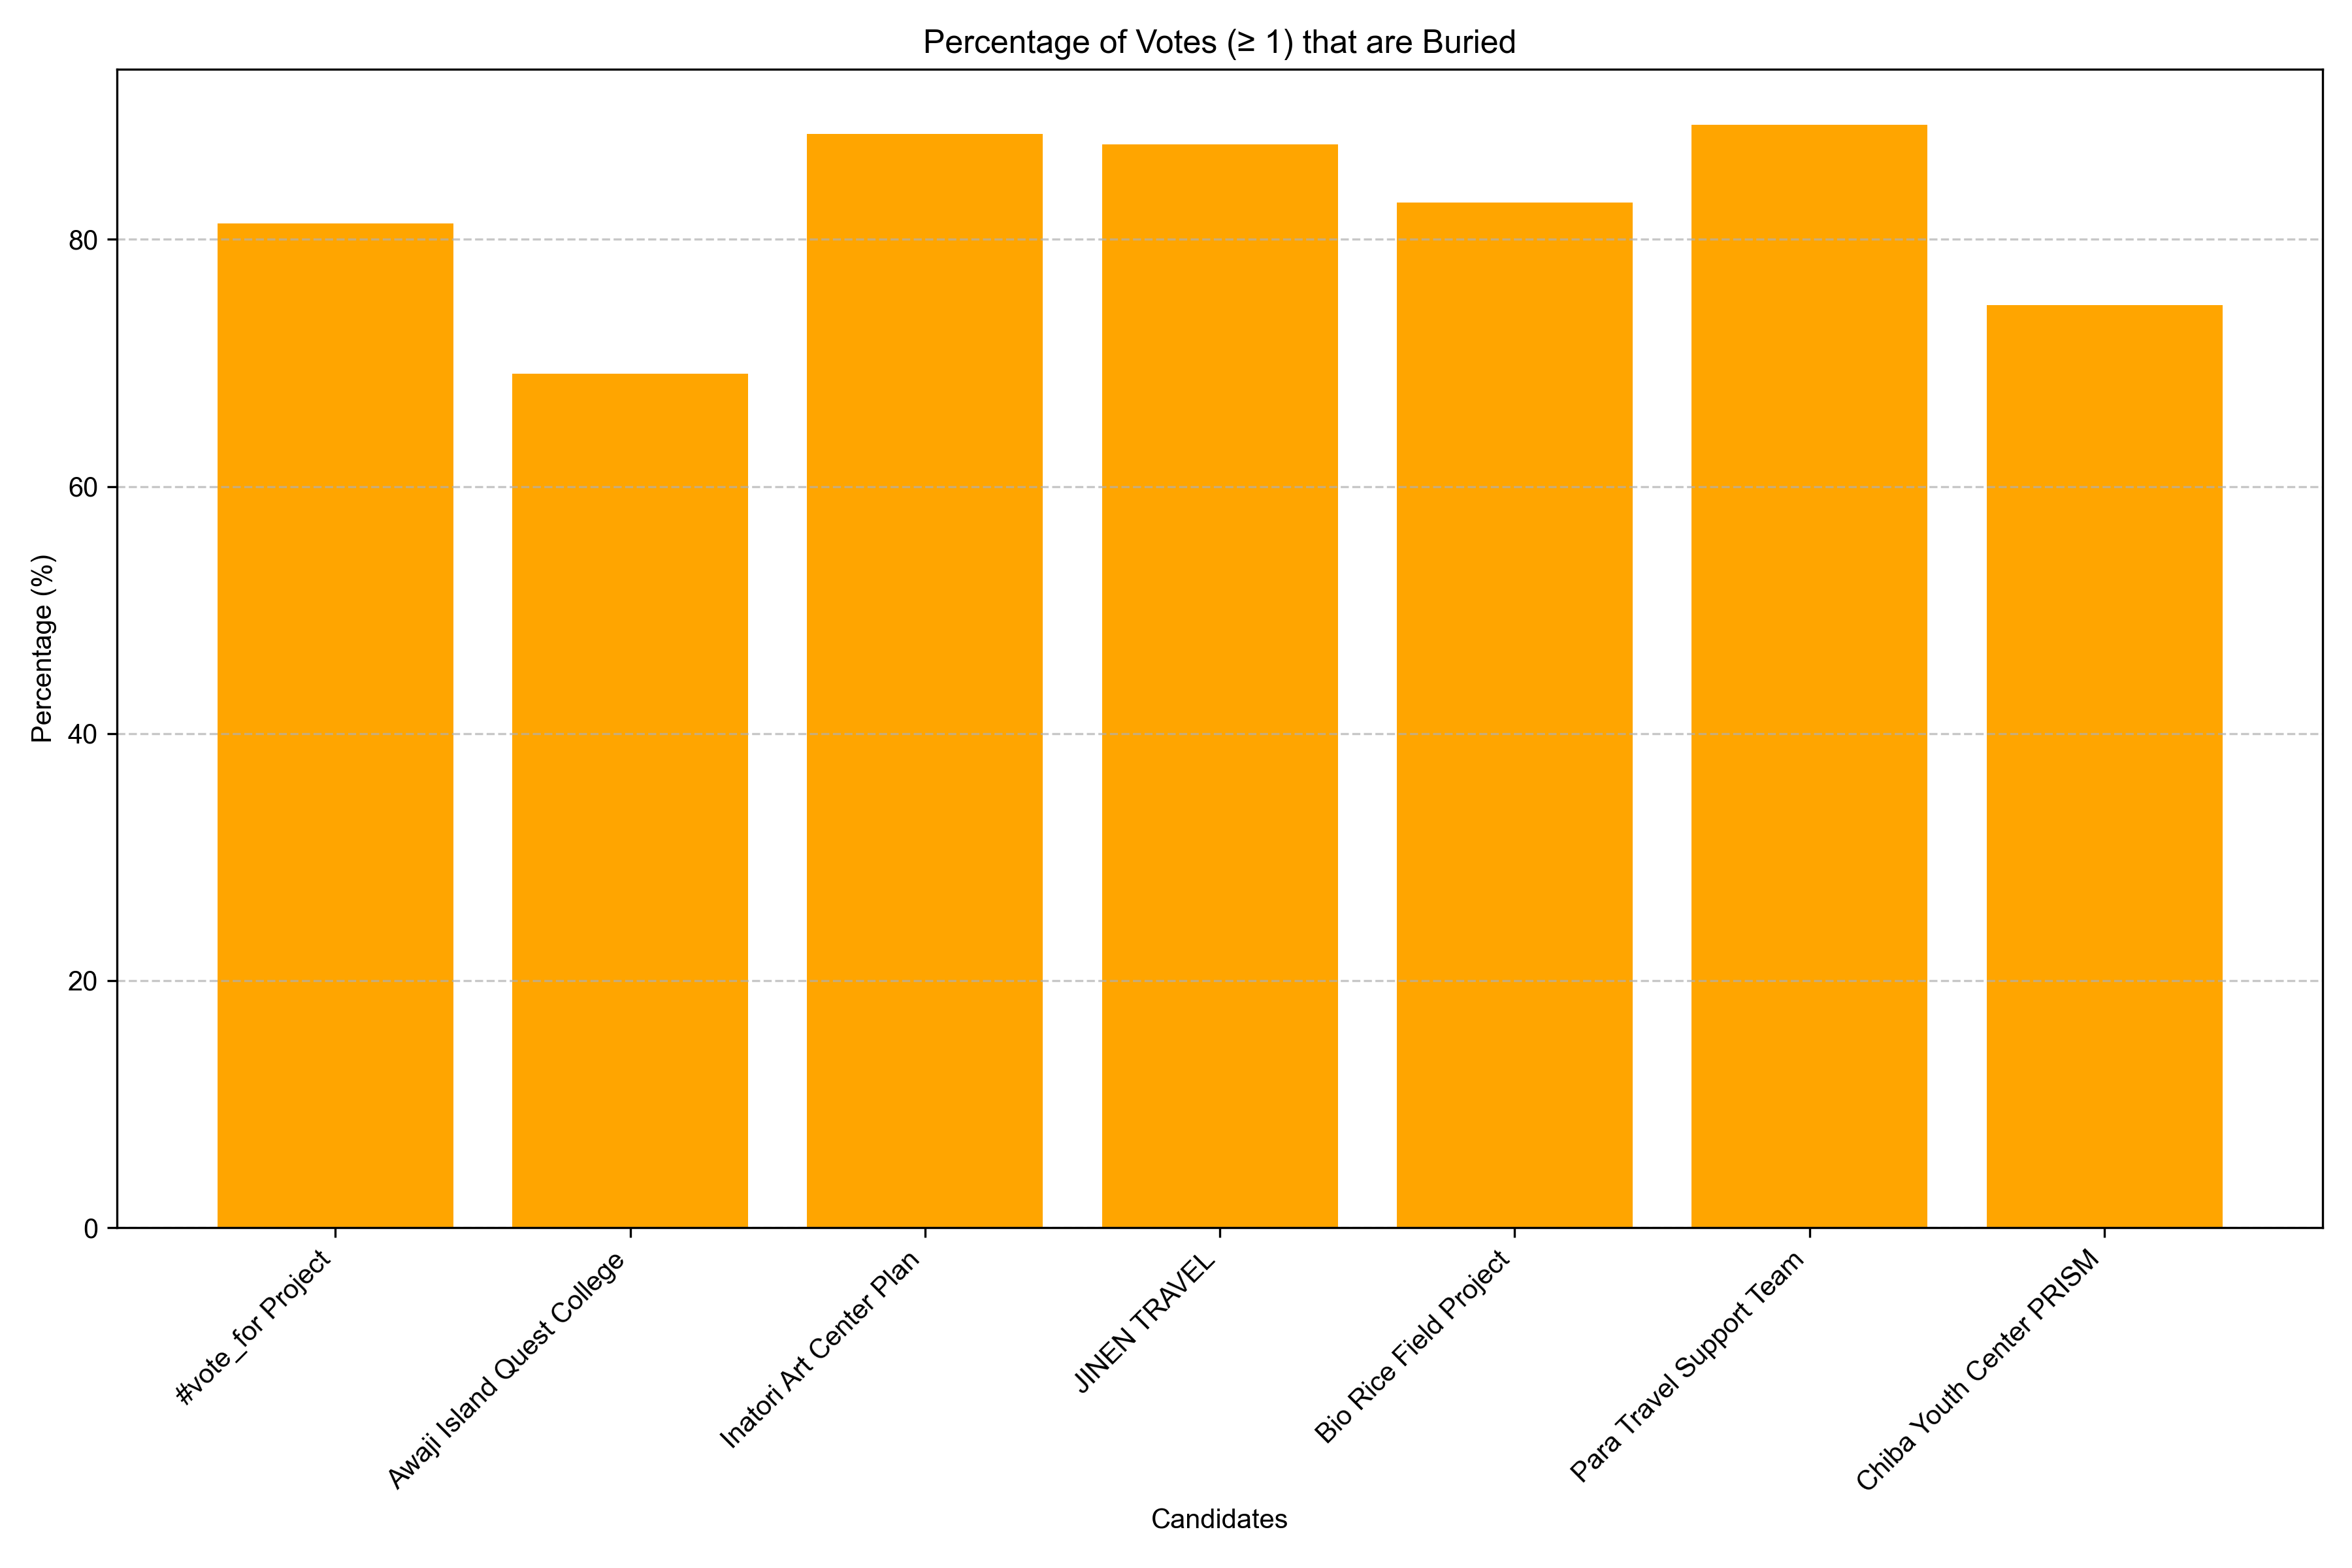 Percentage of Votes (≥ 1) that are Buried
Percentage (%)
80
60
40
20
0
#vote_for Project
Awaji Island Quest College
Inatori Art Center Plan
JINEN TRAVEL
Bio Rice Field Project
Para Travel Support Team
Chiba Youth Center PRISM
Candidates